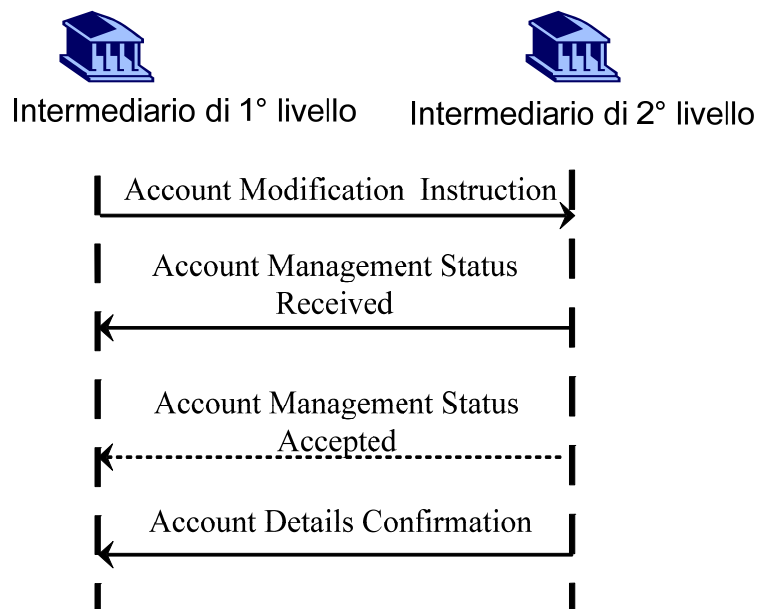 Intermediario di 1° livello
Intermediario di 2° livello
Account Modification Instruction
Account Management Status
Received
Account Management Status
Accepted
Account Details Confirmation